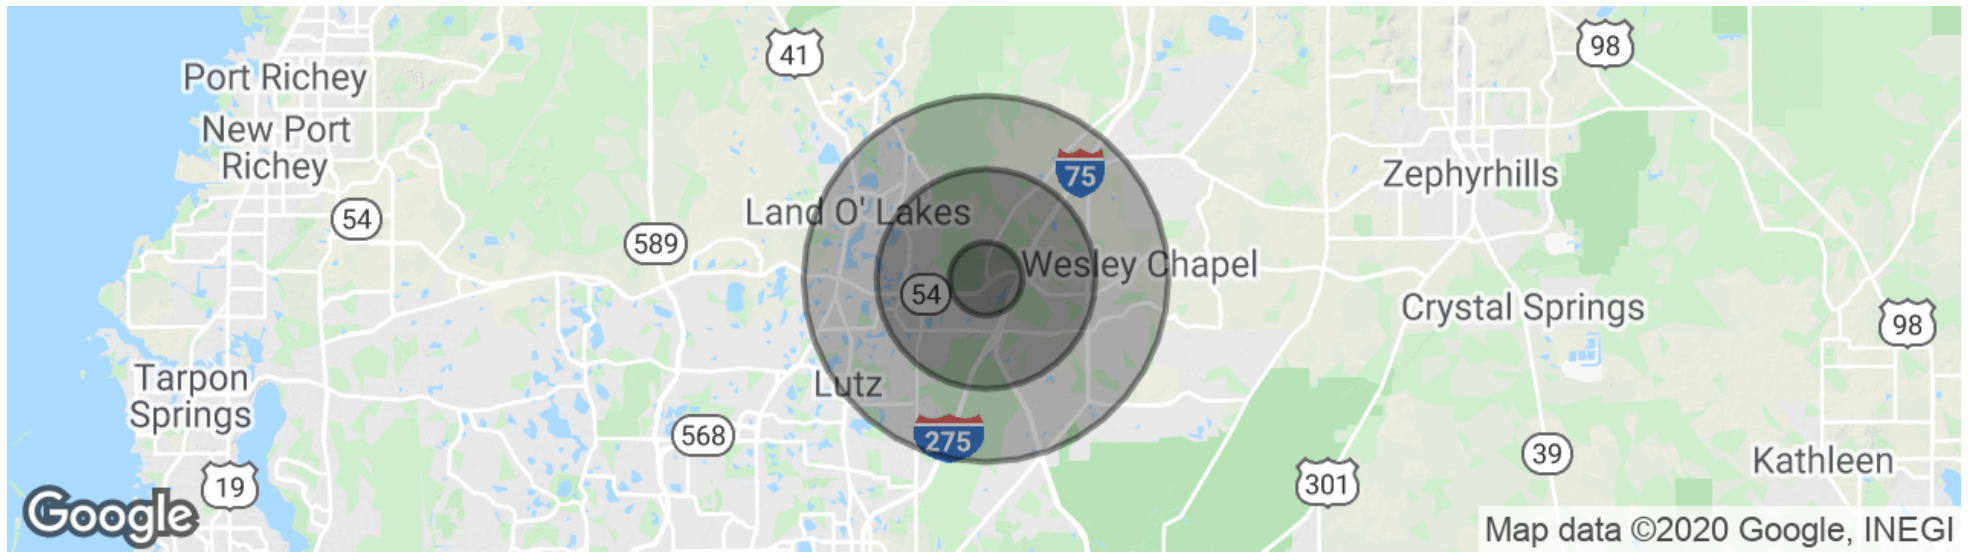 41
98
Port Richey
New Port
Richey
75
Zephyrhills
54
Land O' Lakes
589
Wesley Chapel
54
Crystal Springs
98
Tarpon
Springs
Lutz
568
275
39
Kathleen
19
301
Google
Map data ©2020 Google, INEGI